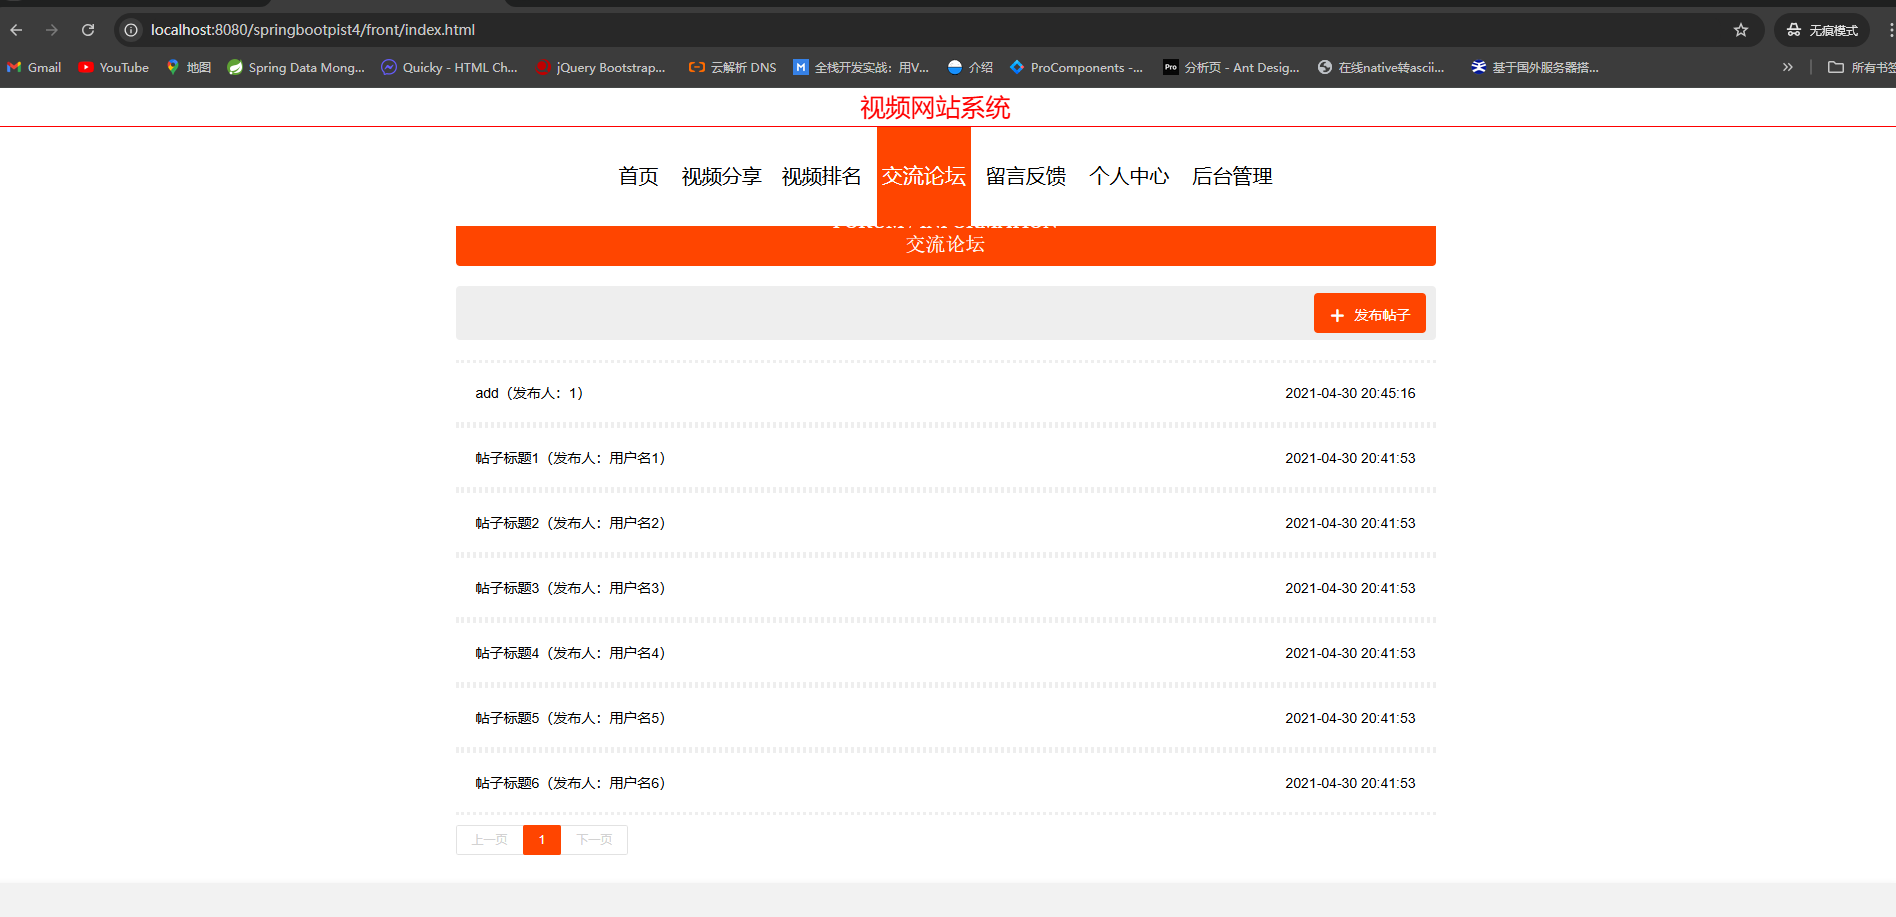 localhost:8080/springbootpist4/front/index.html 无痕模式
Gmail YouTube 地图 Spring Data Mong... Quicky - HTML Ch... jQuery Bootstrap... 云解析 DNS M 全栈开发实战：用V... 介绍 ProComponents -... Pro 分析页 - Ant Desig... 在线native转ascii... 基于国外服务器搭... » 所有书签
视频网站系统
首页 视频分享 视频排名 交流论坛 留言反馈 个人中心 后台管理
FORUM / INFORMATION
交流论坛
+ 发布帖子
add（发布人：1） 2021-04-30 20:45:16
帖子标题1（发布人：用户名1） 2021-04-30 20:41:53
帖子标题2（发布人：用户名2） 2021-04-30 20:41:53
帖子标题3（发布人：用户名3） 2021-04-30 20:41:53
帖子标题4（发布人：用户名4） 2021-04-30 20:41:53
帖子标题5（发布人：用户名5） 2021-04-30 20:41:53
帖子标题6（发布人：用户名6） 2021-04-30 20:41:53
上一页 1 下一页